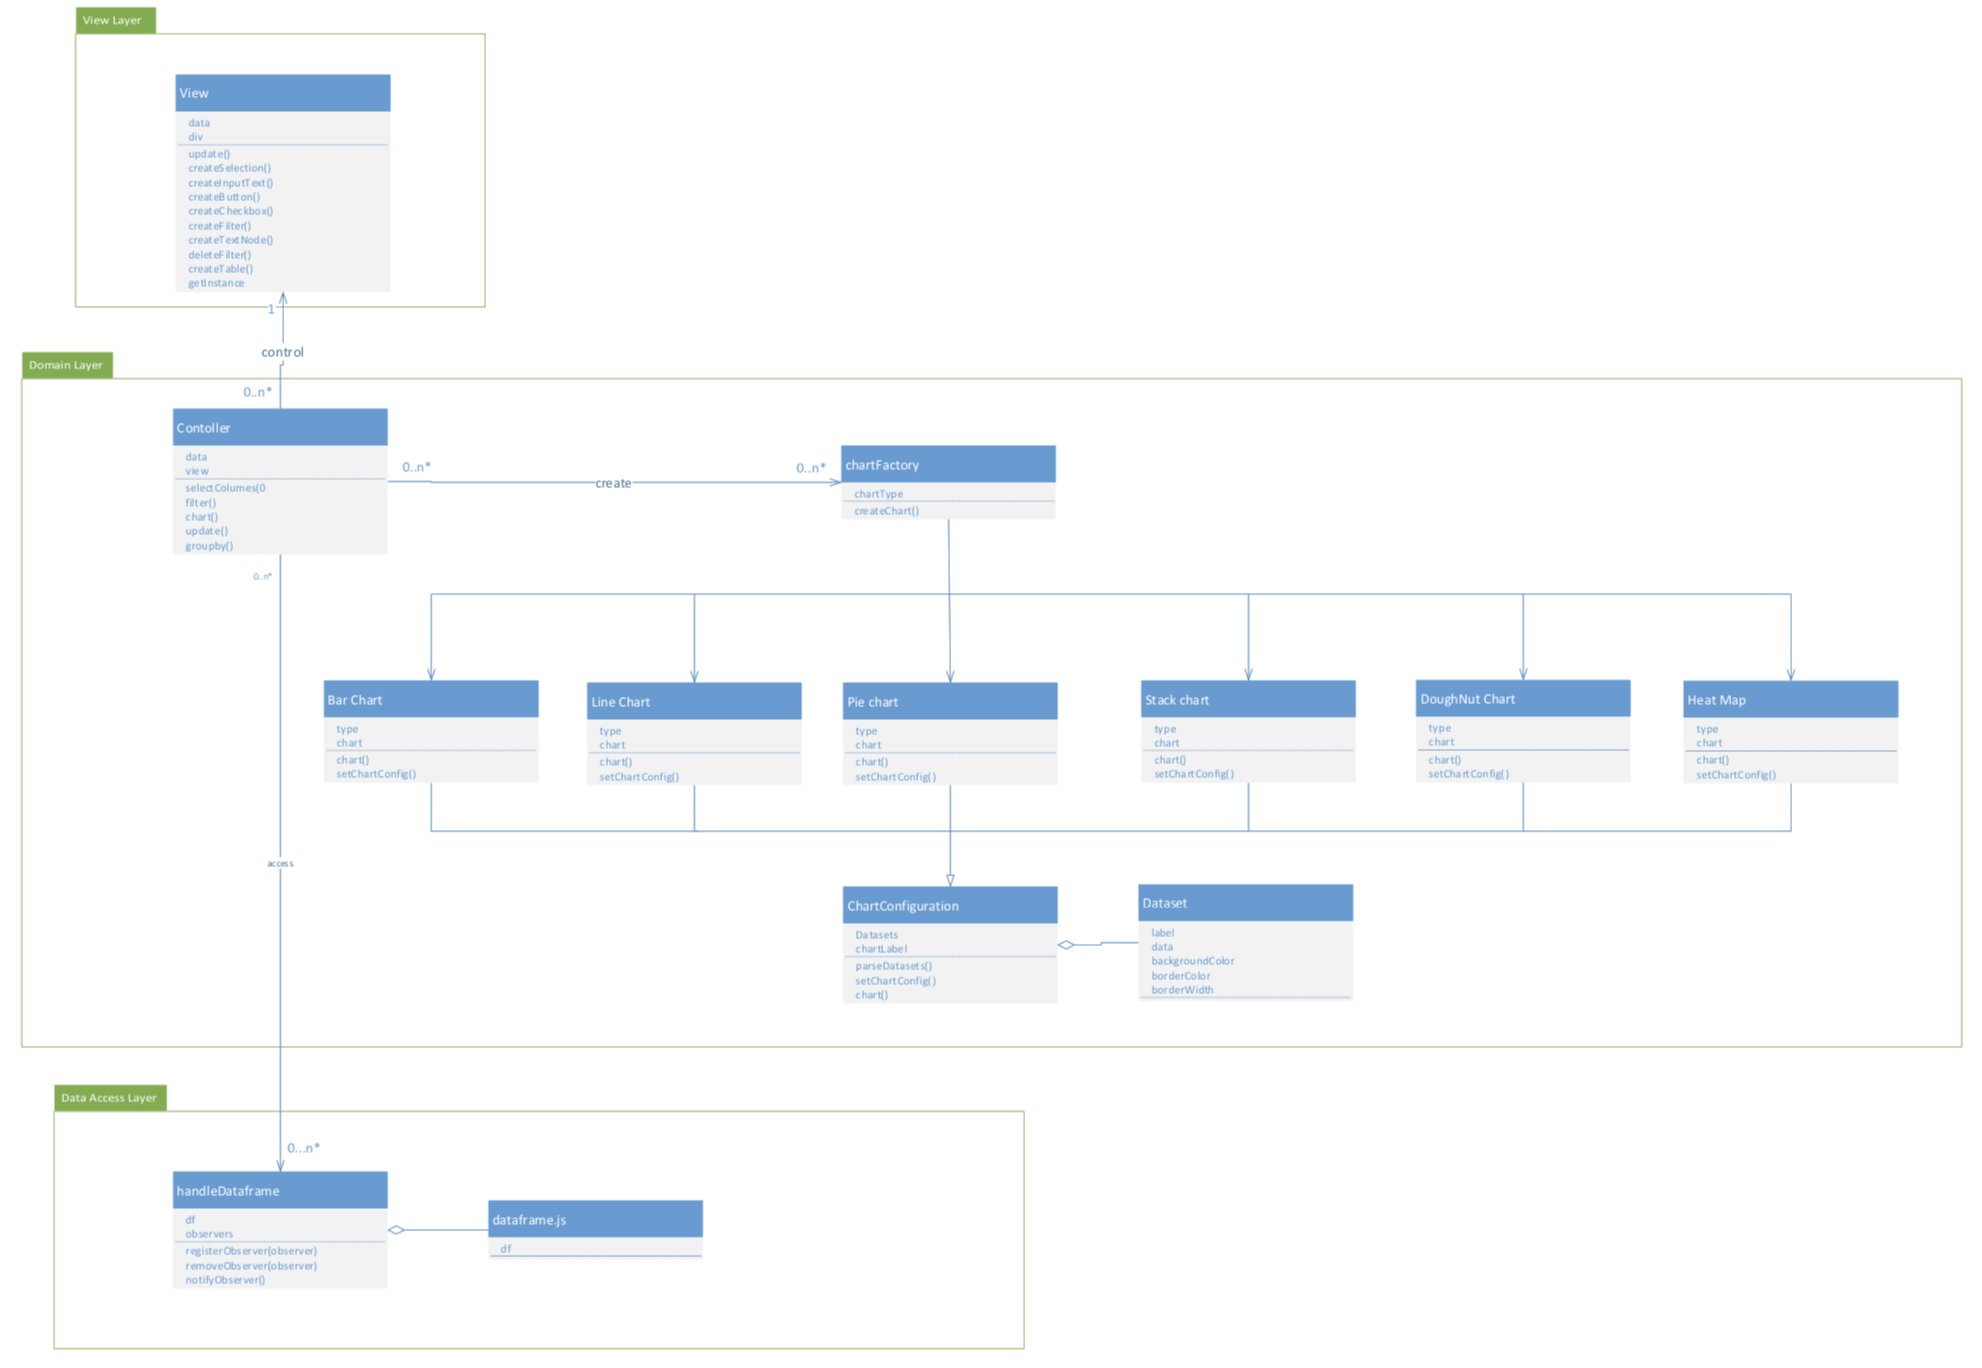 View Layer
View
data
div
update()
createSelection()
createInputText()
createButton()
createCheckbox()
createFilter()
createTextNode()
deleteFilter()
createTable()
getInstance
1
control
Domain Layer
0..n*
Contoller
data
view
selectColumes(0
filter()
chart()
update()
groupby()
0..n*
create
0..n*
chartFactory
chartType
createChart()
0..n*
access
Bar Chart
type
chart
chart()
setChartConfig()
Line Chart
type
chart
chart()
setChartConfig()
Pie chart
type
chart
chart()
setChartConfig()
Stack chart
type
chart
chart()
setChartConfig()
DoughNut Chart
type
chart
chart()
setChartConfig()
Heat Map
type
chart
chart()
setChartConfig()
ChartConfiguration
Datasets
chartLabel
parseDatasets()
setChartConfig()
chart()
Dataset
label
data
backgroundColor
borderColor
borderWidth
Data Access Layer
0...n*
handleDataframe
df
observers
registerObserver(observer)
removeObserver(observer)
notifyObserver()
dataframe.js
df